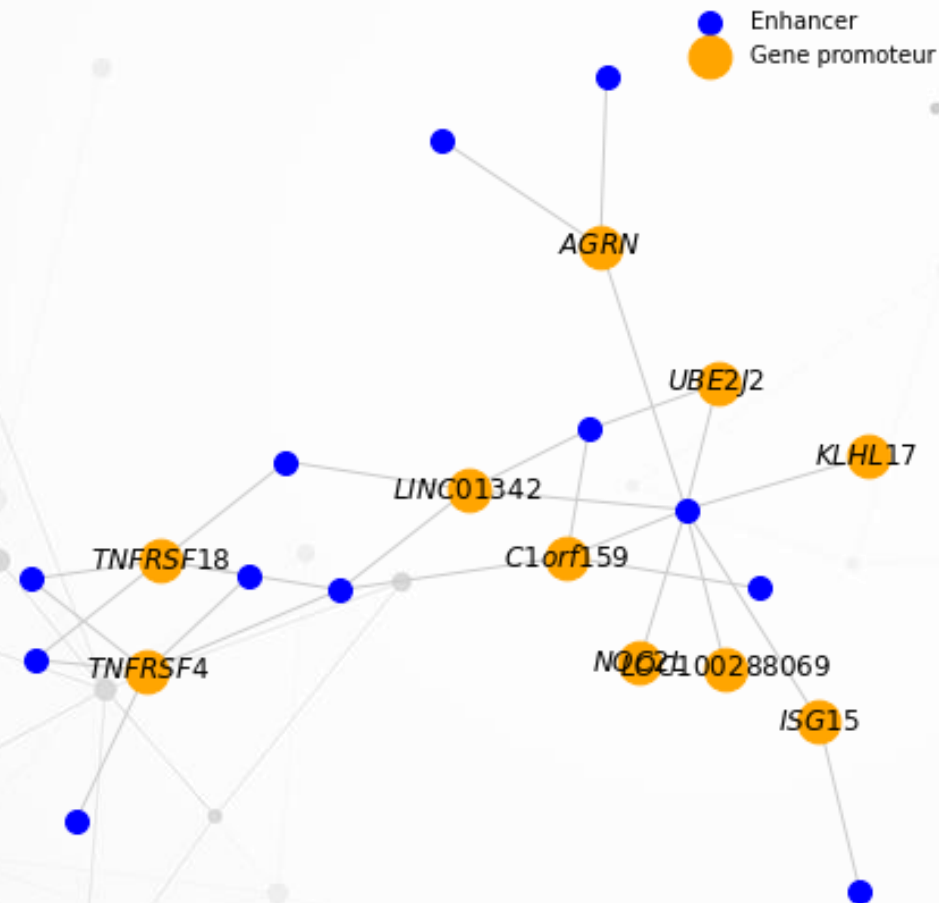 Enhancer
Gene promoteur
AGRN
UBE2J2
KLHL17
LINC01342
C1orf159
TNFRSF18
TNFRSF4
LOC100288069
ISG15